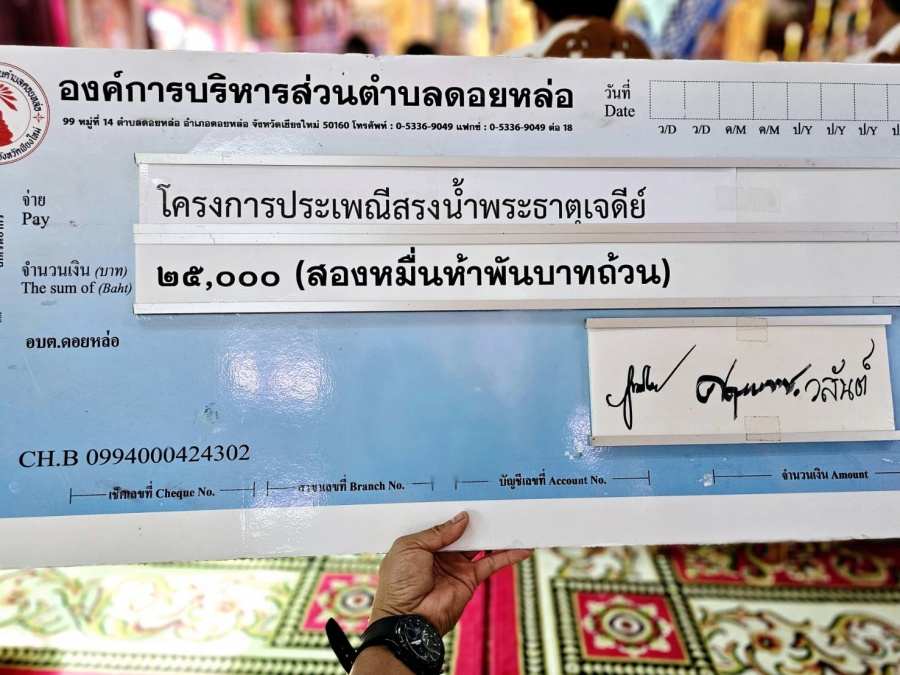 องค์การบริหารส่วนตำบลดอยหล่อ
99 หมู่ที่ 14 ตำบลดอยหล่อ อำเภอดอยหล่อ จังหวัดเชียงใหม่ 50160 โทรศัพท์ : 0-5336-9049 แฟกซ์ : 0-5336-9049 ต่อ 18
วันที่
Date
ว/D ว/D ด/M ด/M ป/Y ป/Y ป/Y
จ่าย
Pay
โครงการประเพณีสรงน้ำพระธาตุเจดีย์
จำนวนเงิน (บาท)
The sum of (Baht)
๒๕,๐๐๐ (สองหมื่นห้าพันบาทถ้วน)
อบต.ดอยหล่อ
วสันต์
CH.B 0994000424302
เช็คเลขที่ Cheque No.
สาขาเลขที่ Branch No.
บัญชีเลขที่ Account No.
จำนวนเงิน Amount